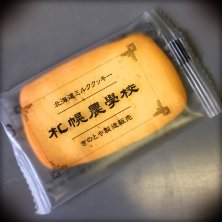 北海道ミルククッキー
札幌農學校
きのとや製造販売